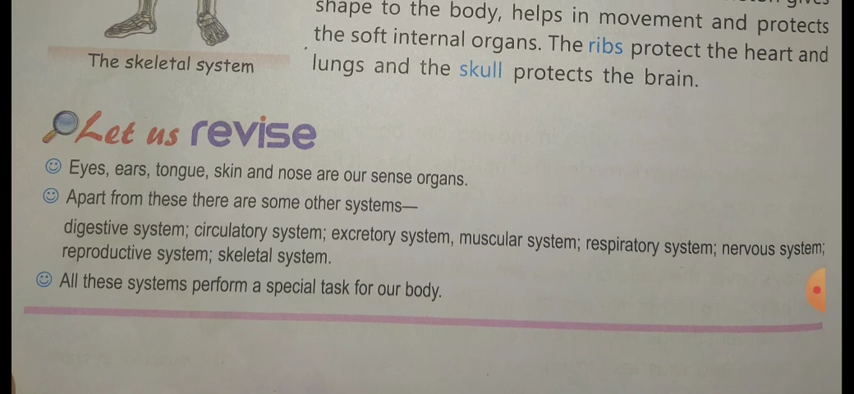 gives
shape to the body, helps in movement and protects
the soft internal organs. The ribs protect the heart and
lungs and the skull protects the brain.
The skeletal system
Let us revise
Eyes, ears, tongue, skin and nose are our sense organs.
Apart from these there are some other systems—
digestive system; circulatory system; excretory system, muscular system; respiratory system; nervous system;
reproductive system; skeletal system.
All these systems perform a special task for our body.